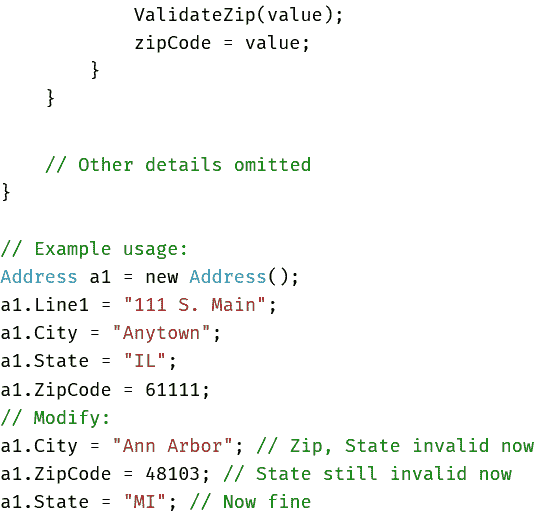 ValidateZip(value);
zipCode = value;
}
}
// Other details omitted
}
// Example usage:
Address a1 = new Address();
a1.Line1 = "111 S. Main";
a1.City = "Anytown";
a1.State = "IL";
a1.ZipCode = 61111;
// Modify:
a1.City = "Ann Arbor"; // Zip, State invalid now
a1.ZipCode = 48103; // State still invalid now
a1.State = "MI"; // Now fine